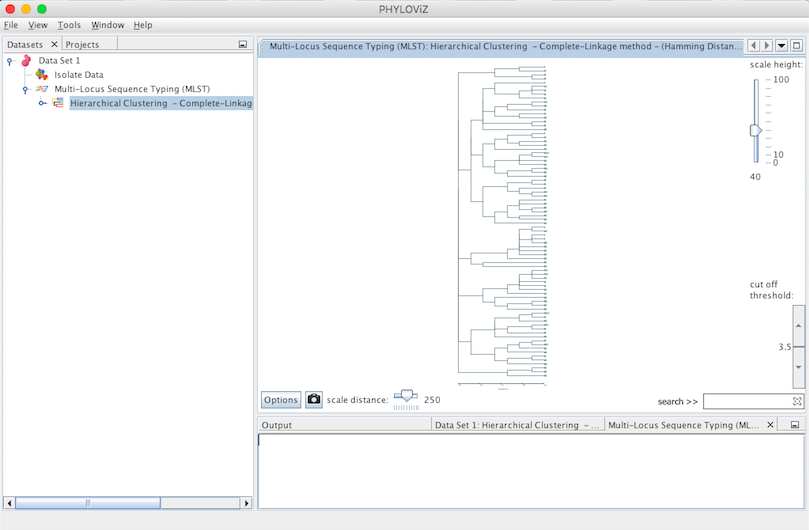 PHYLOViZ
File View Tools Window Help
Datasets Projects
Data Set 1
Isolate Data
Multi-Locus Sequence Typing (MLST)
Hierarchical Clustering – Complete-Linkag
Multi-Locus Sequence Typing (MLST): Hierarchical Clustering – Complete-Linkage method – (Hamming Distan...
scale height:
100
10
0
40
cut off
threshold:
3.5
Options scale distance: 250
search >>
Output Data Set 1: Hierarchical Clustering – ... Multi-Locus Sequence Typing (ML...